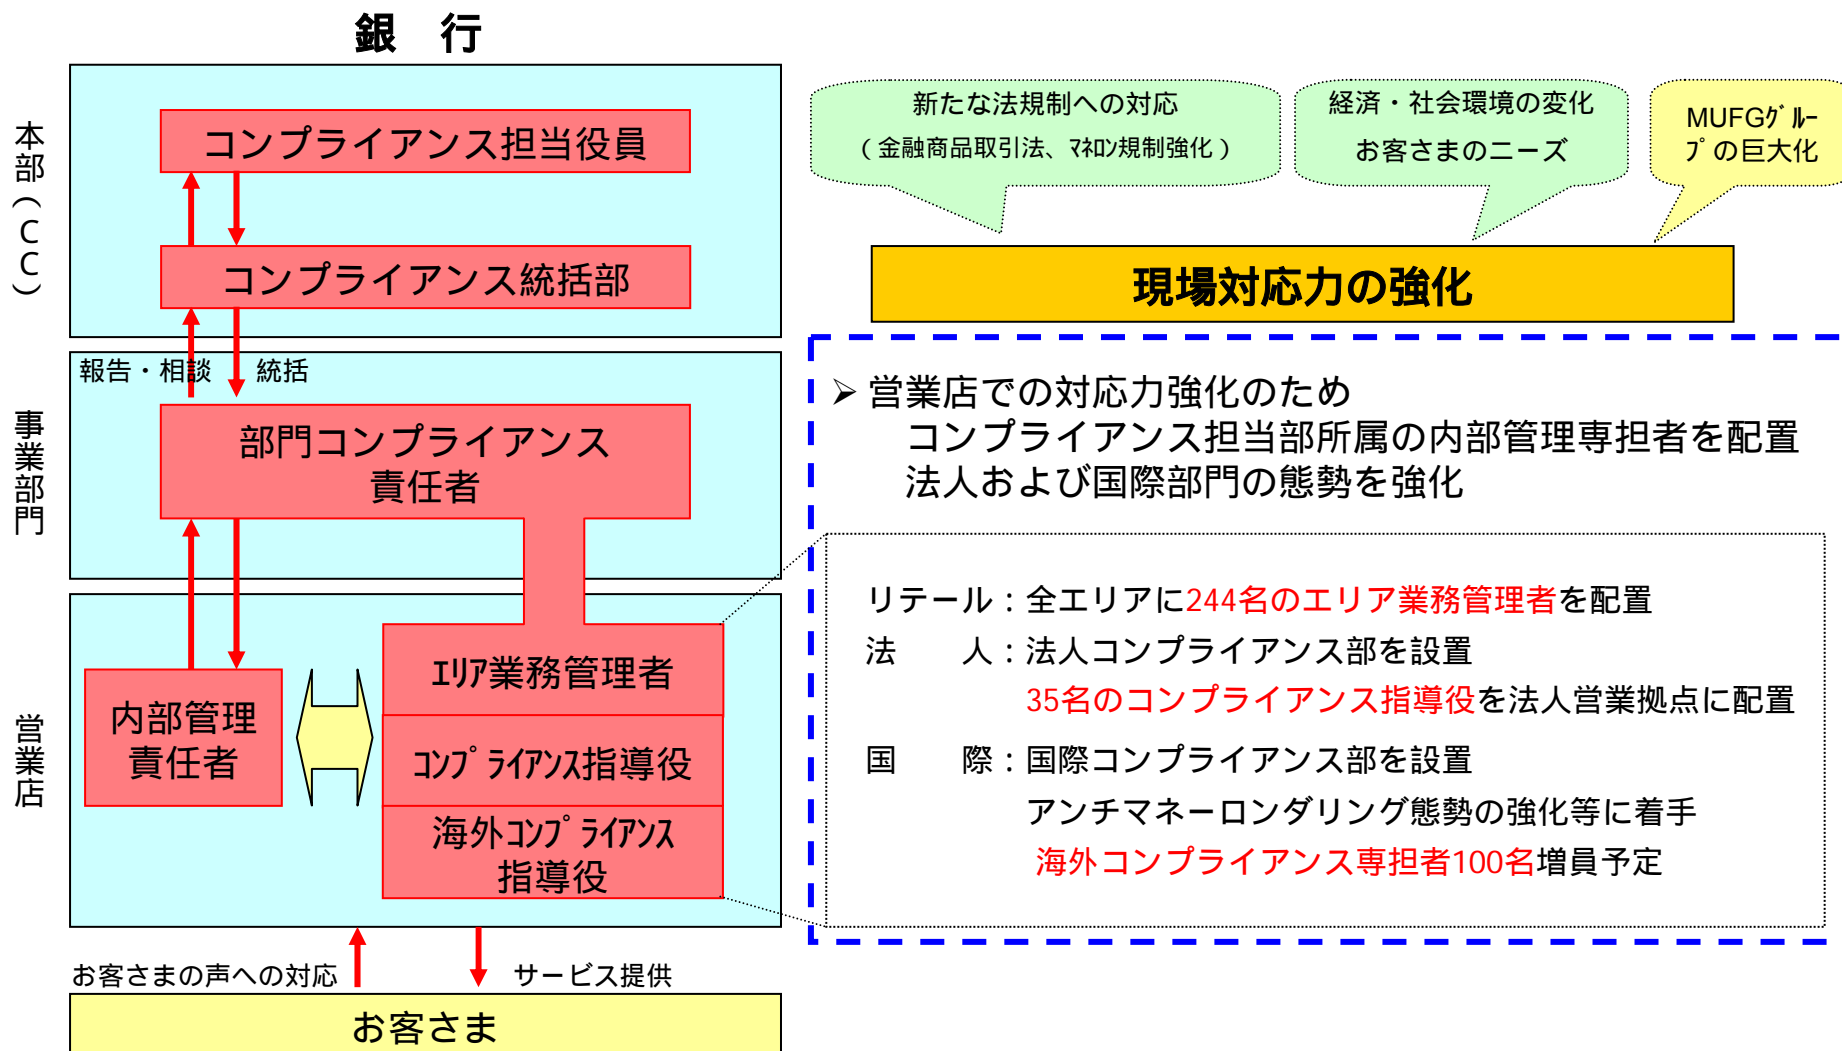 銀　行
本部(CC)
コンプライアンス担当役員
コンプライアンス統括部
報告・相談　統括
事業部門
部門コンプライアンス
責任者
営業店
内部管理
責任者
ｴﾘｱ業務管理者
ｺﾝﾌﾟﾗｲｱﾝｽ指導役
海外ｺﾝﾌﾟﾗｲｱﾝｽ
指導役
お客さまの声への対応
サービス提供
お客さま
新たな法規制への対応
（金融商品取引法、ﾏﾈﾛﾝ規制強化）
経済・社会環境の変化
お客さまのニーズ
MUFGｸﾞﾙｰ
ﾌﾟの巨大化
現場対応力の強化
➢ 営業店での対応力強化のため
コンプライアンス担当部所属の内部管理専担者を配置
法人および国際部門の態勢を強化
リテール：全エリアに244名のエリア業務管理者を配置
法　　人：法人コンプライアンス部を設置
35名のコンプライアンス指導役を法人営業拠点に配置
国　　際：国際コンプライアンス部を設置
アンチマネーロンダリング態勢の強化等に着手
海外コンプライアンス専担者100名増員予定